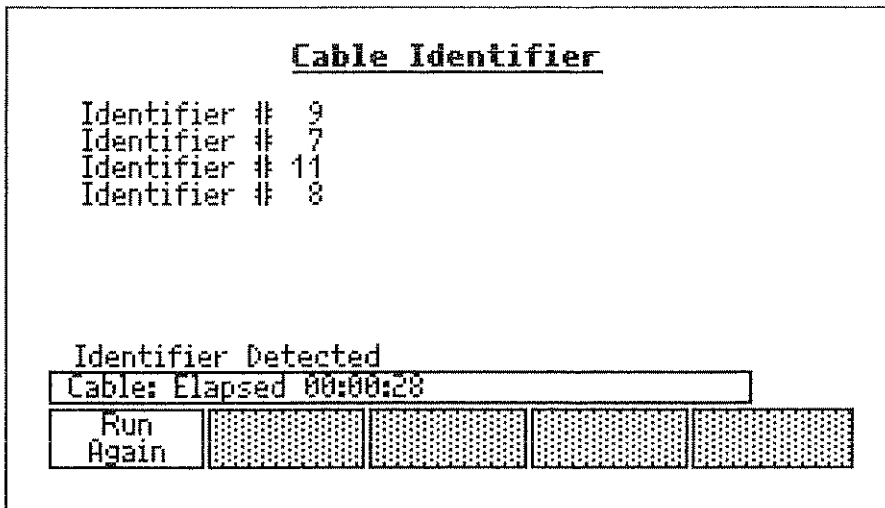 Cable Identifier
Identifier # 9
Identifier # 7
Identifier # 11
Identifier # 8
Identifier Detected
Cable: Elapsed 00:00:28
Run
Again